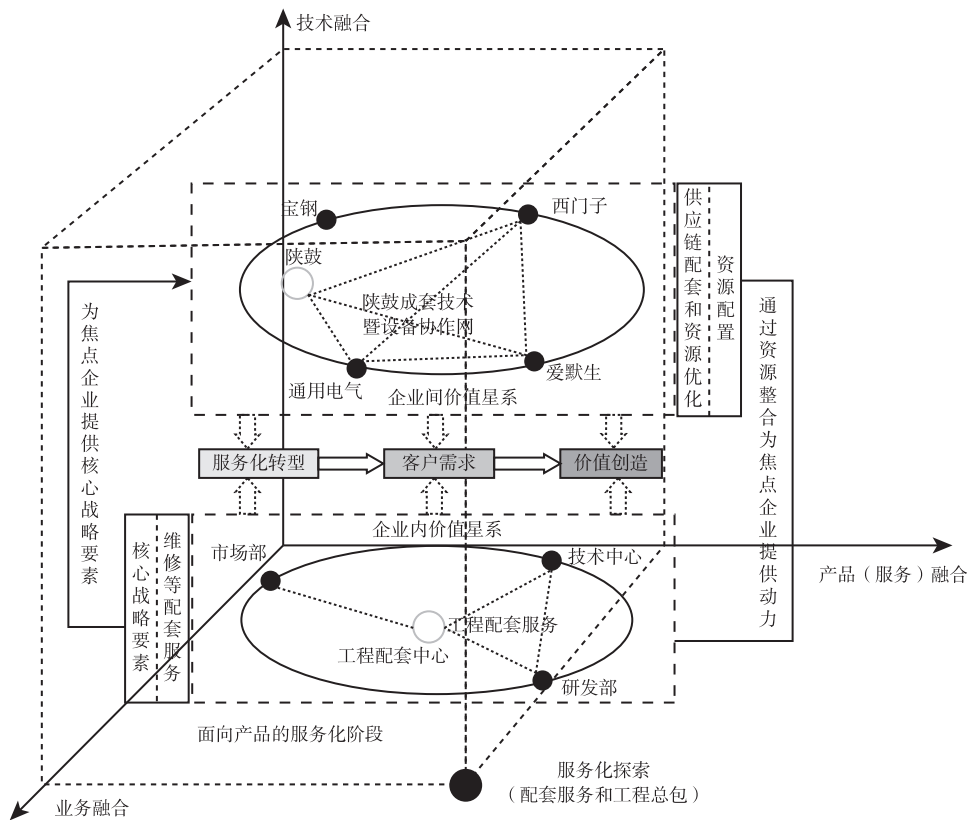 技术融合
宝钢
西门子
陕鼓
陕鼓成套技术
暨设备协作网
通用电气
爱默生
企业间价值星系
供应链配套和资源优化
资源配置
为焦点企业提供核心战略要素
通过资源整合为焦点企业提供动力
服务化转型
客户需求
价值创造
企业内价值星系
市场部
技术中心
产品（服务）融合
核心战略要素
维修等配套服务
工程配套服务
工程配套中心
研发部
面向产品的服务化阶段
服务化探索
（配套服务和工程总包）
业务融合